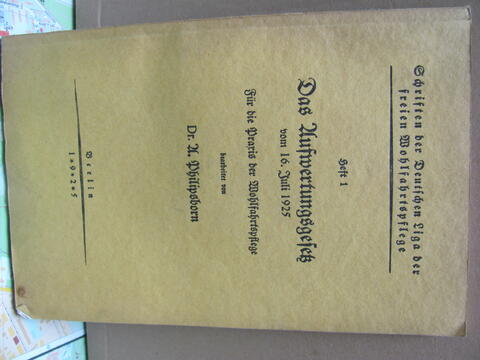 Schriften der Deutschen Liga der
freien Wohlfahrtspflege
Heft 1
Das Aufwertungsgesetz
vom 16. Juli 1925
Für die Praxis der Wohlfahrtspflege
bearbeitet von
Dr. A. Philipsborn
Berlin
1925